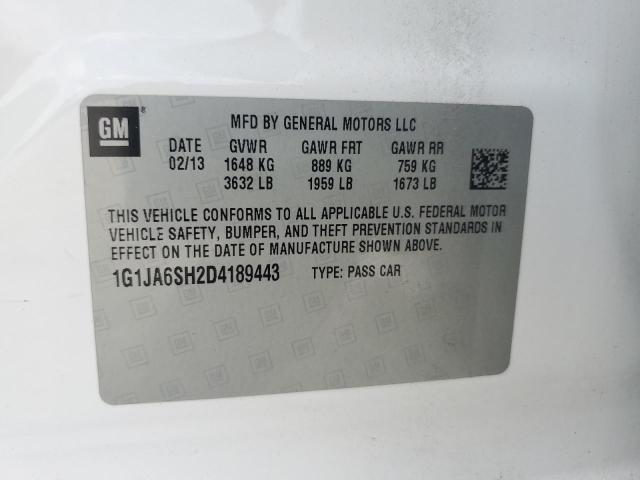 GM®
MFD BY GENERAL MOTORS LLC
DATE GVWR GAWR FRT GAWR RR
02/13 1648 KG 889 KG 759 KG
3632 LB 1959 LB 1673 LB
THIS VEHICLE CONFORMS TO ALL APPLICABLE U.S. FEDERAL MOTOR
VEHICLE SAFETY, BUMPER, AND THEFT PREVENTION STANDARDS IN
EFFECT ON THE DATE OF MANUFACTURE SHOWN ABOVE.
1G1JA6SH2D4189443 TYPE: PASS CAR